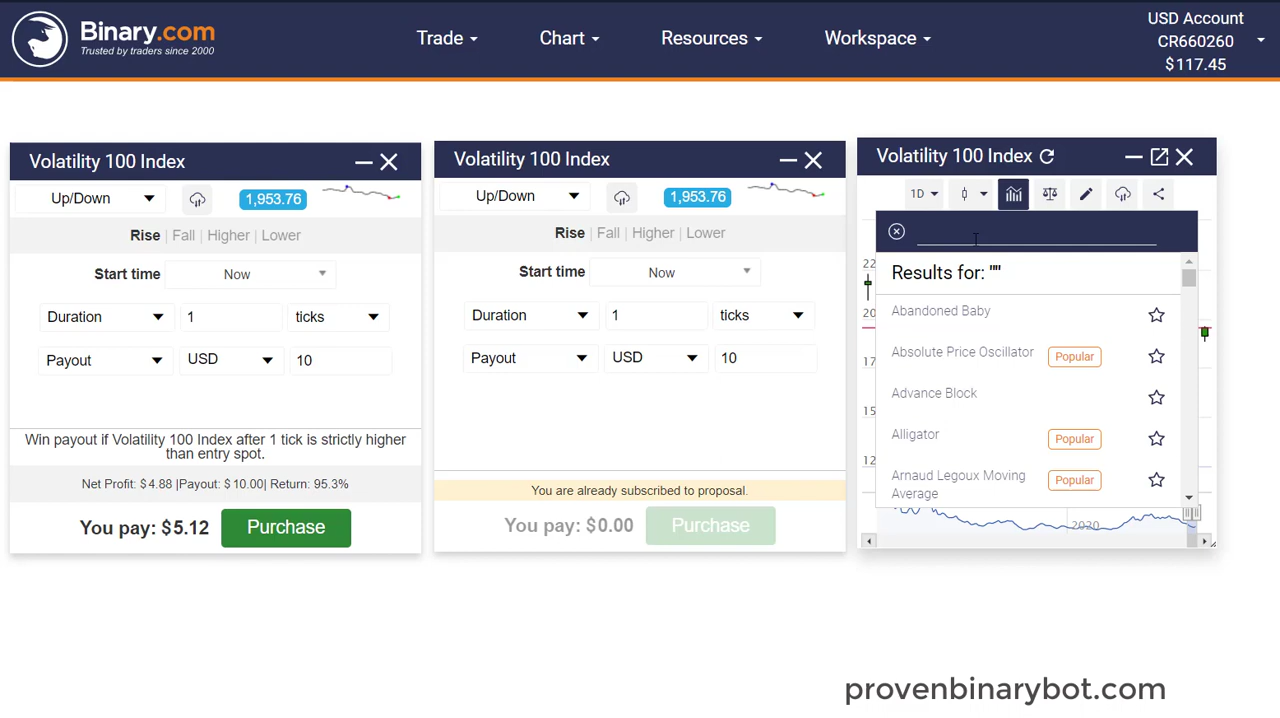 Binary.com
Trusted by traders since 2000
Trade
Chart
Resources
Workspace
USD Account
CR660260
$117.45
Volatility 100 Index
Up/Down
1,953.76
Rise | Fall | Higher | Lower
Start time
Now
Duration
1
ticks
Payout
USD
10
Win payout if Volatility 100 Index after 1 tick is strictly higher
than entry spot.
Net Profit: $4.88 |Payout: $10.00| Return: 95.3%
You pay: $5.12
Purchase
Volatility 100 Index
Up/Down
1,953.76
Rise | Fall | Higher | Lower
Start time
Now
Duration
1
ticks
Payout
USD
10
You are already subscribed to proposal.
You pay: $0.00
Purchase
Volatility 100 Index
1D
Results for: ""
Abandoned Baby
Absolute Price Oscillator
Popular
Advance Block
Alligator
Popular
Arnaud Legoux Moving
Average
Popular
22
20
17
15
12
2020
provenbinarybot.com